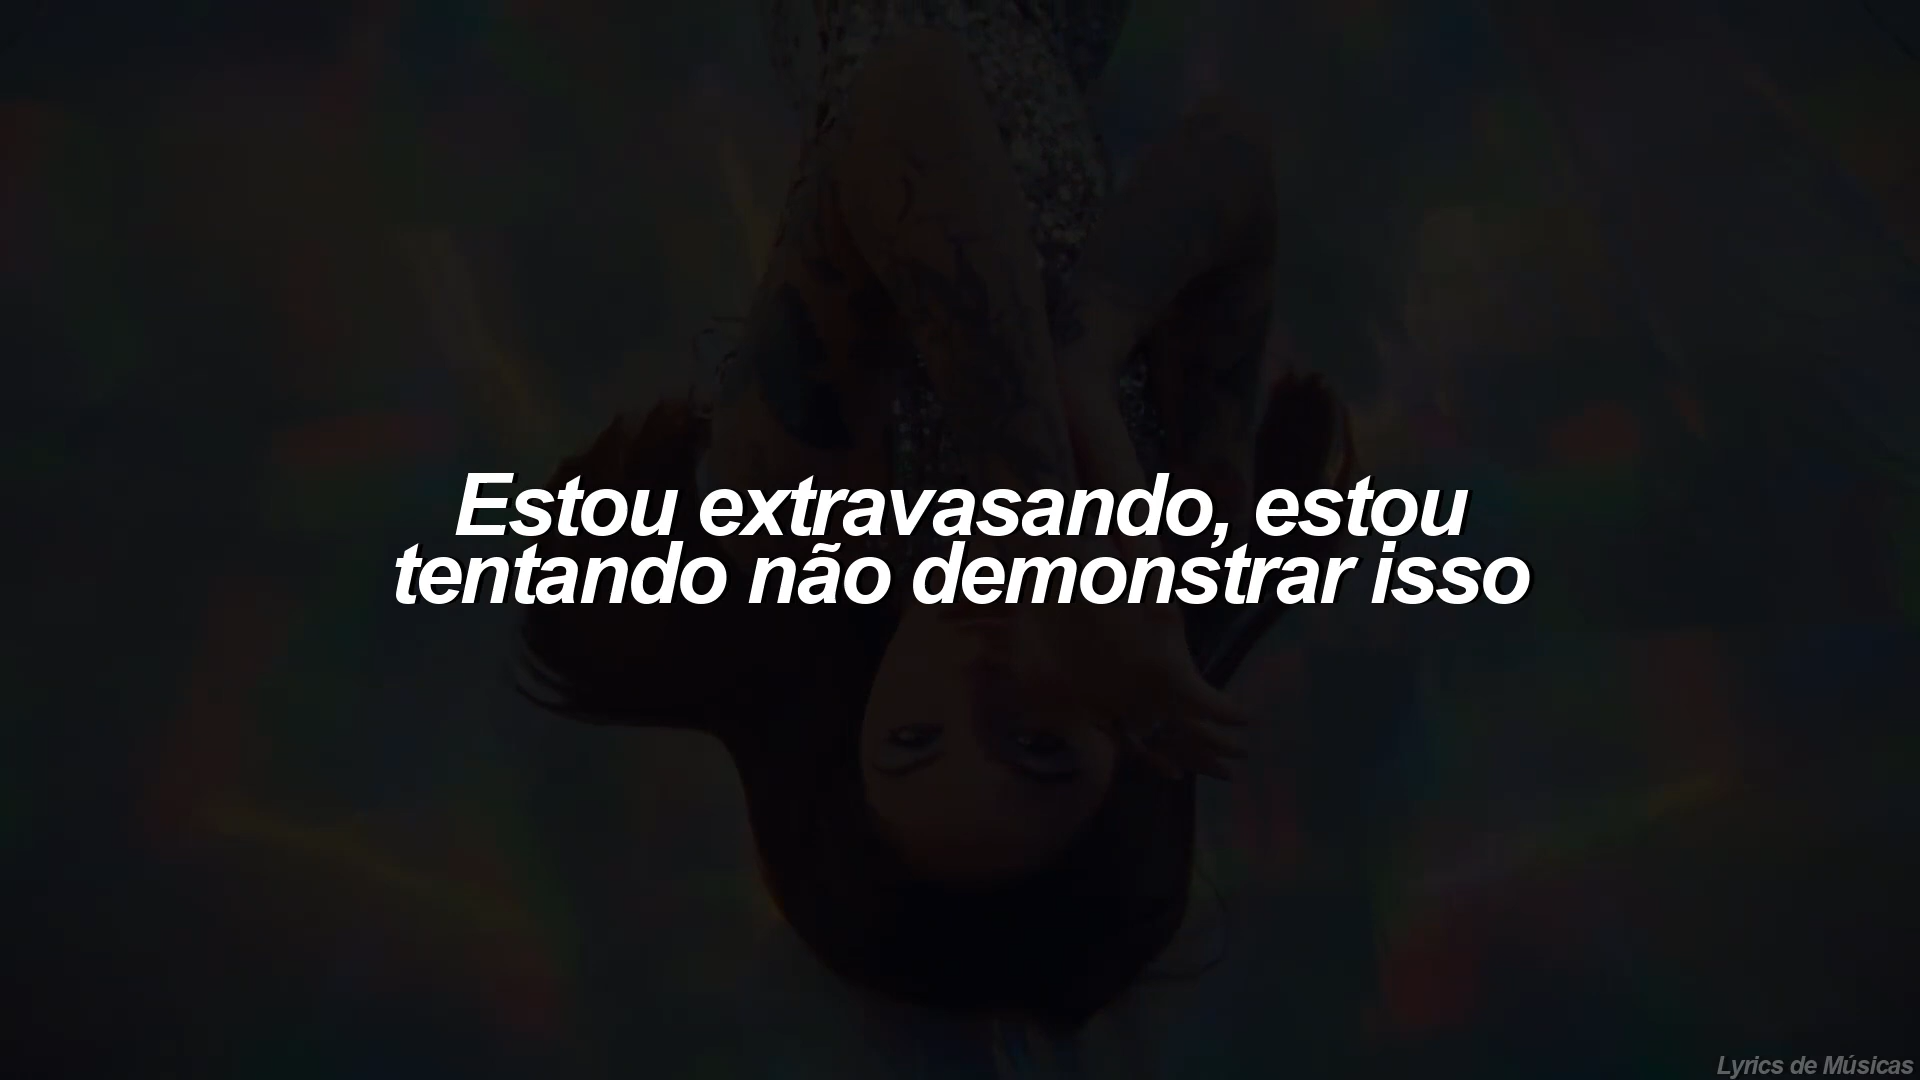 Estou extravasando, estou
tentando não demonstrar isso
Lyrics de Músicas